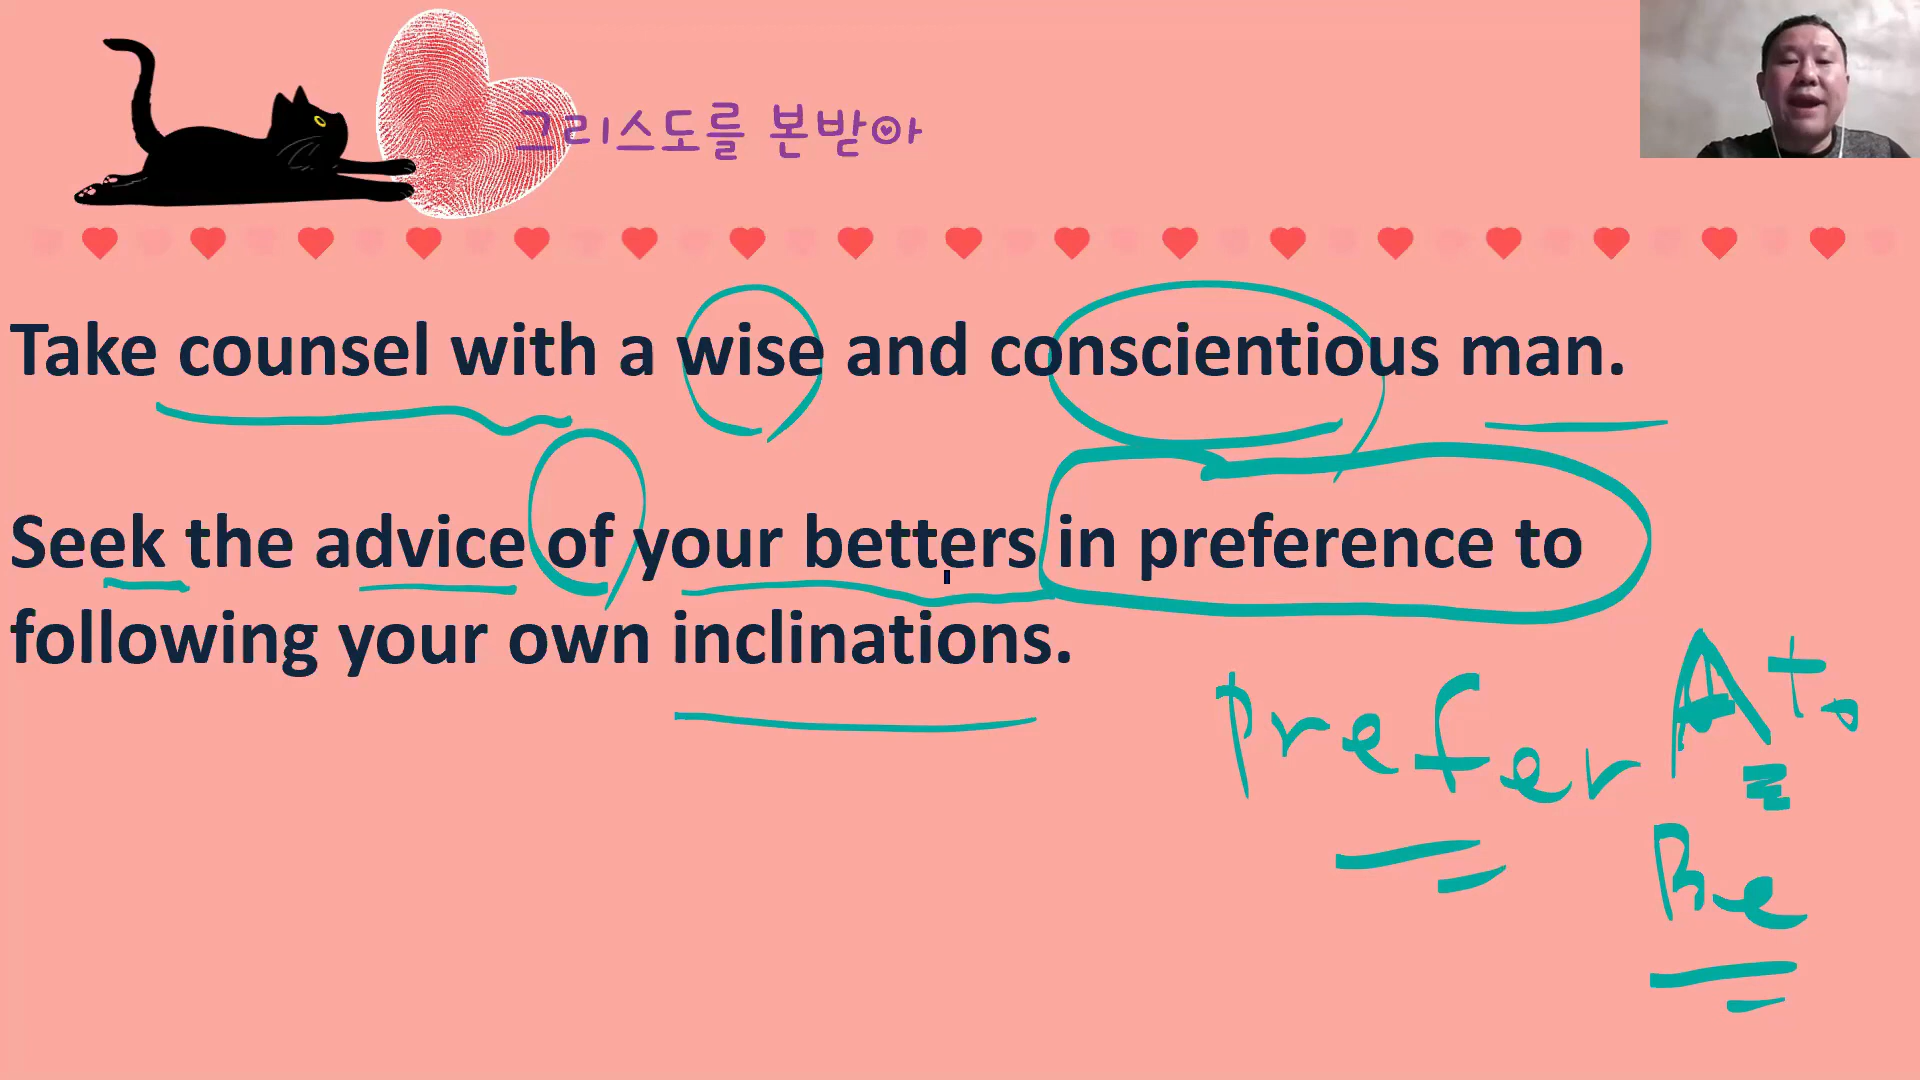 그리스도를 본받아
Take counsel with a wise and conscientious man.
Seek the advice of your betters in preference to
following your own inclinations.
prefer A to